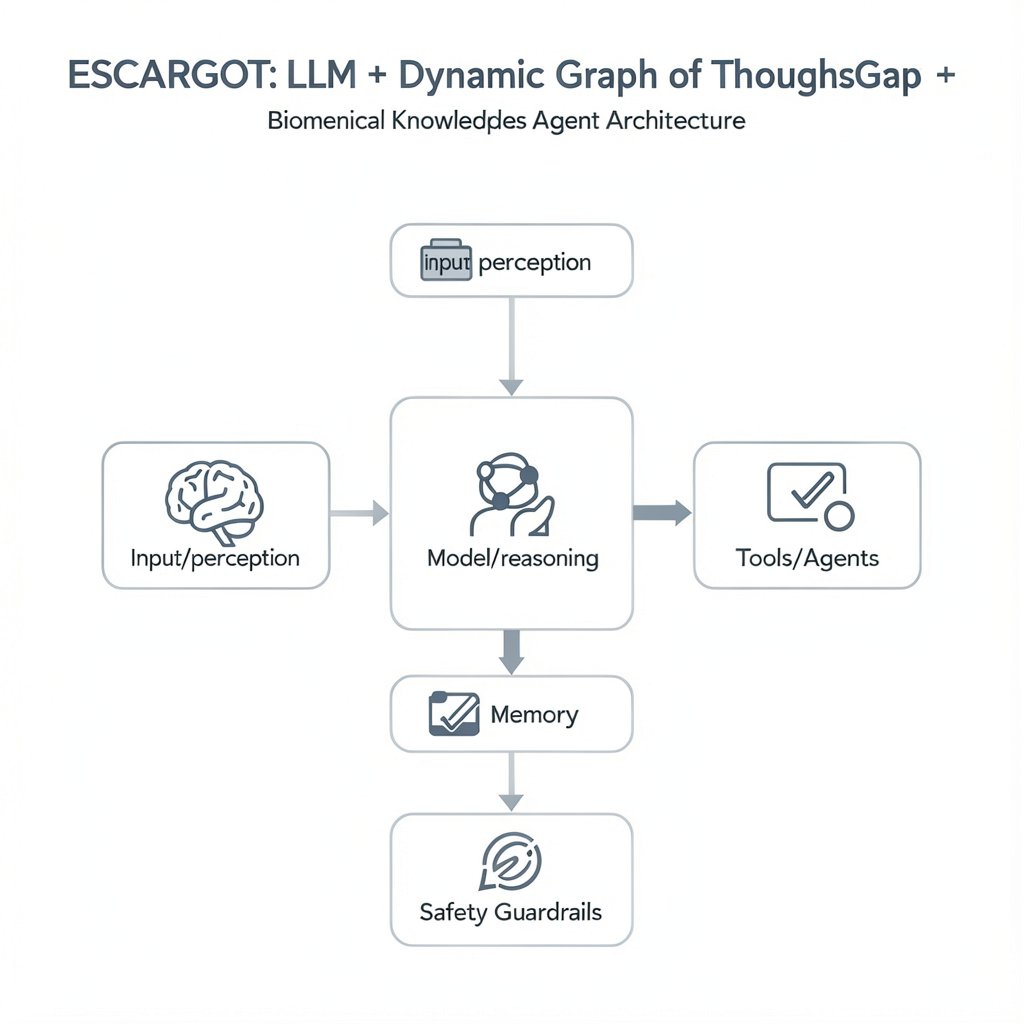 ESCARGOT: LLM + Dynamic Graph of ThoughsGap +
Biomenical Knowledpes Agent Architecture
input perception
Input/perception
Model/reasoning
Tools/Agents
Memory
Safety Guardrails